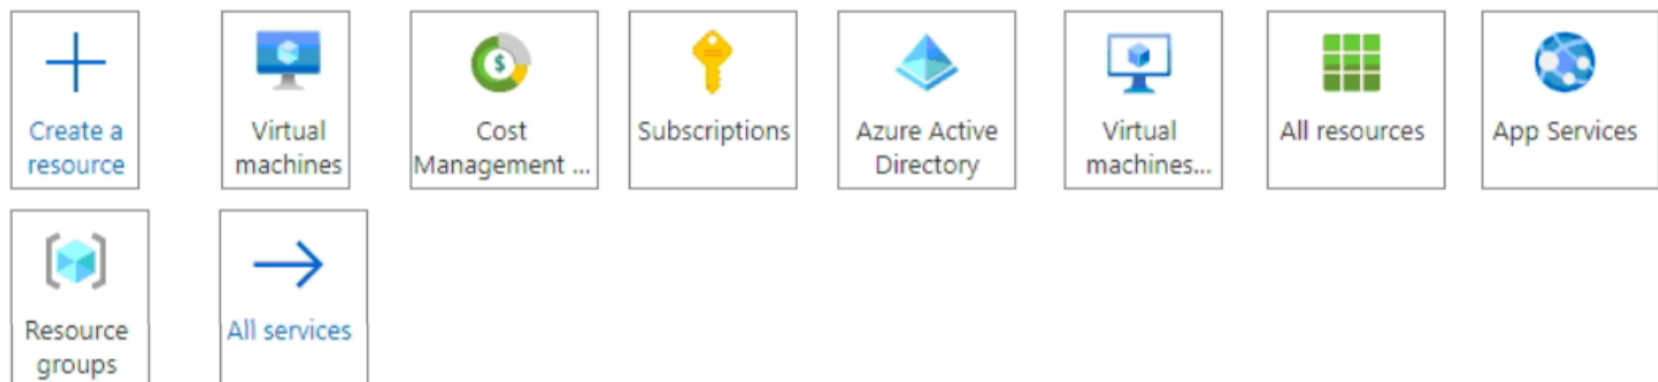 Create a
resource
Virtual
machines
Cost
Management ...
Subscriptions
Azure Active
Directory
Virtual
machines...
All resources
App Services
Resource
groups
All services